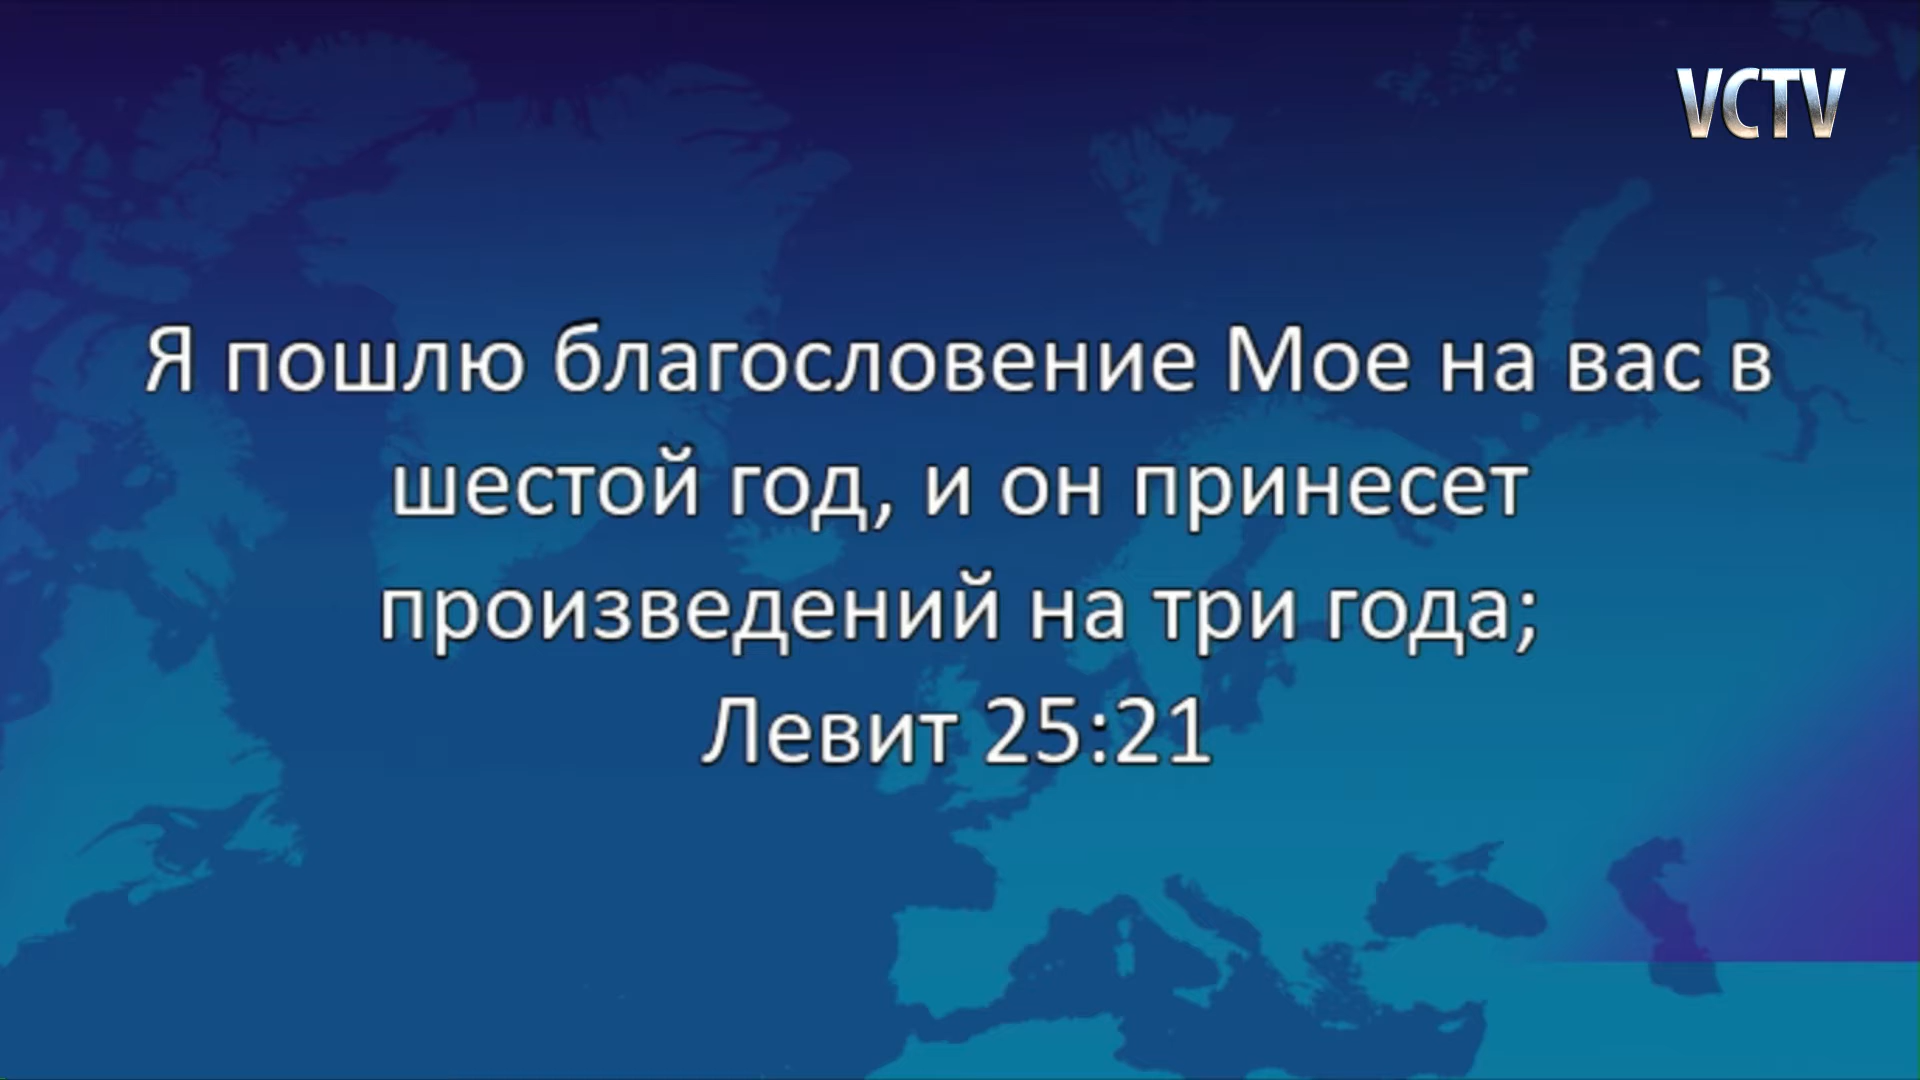 VCTV
Я пошлю благословение Мое на вас в
шестой год, и он принесет
произведений на три года;
Левит 25:21